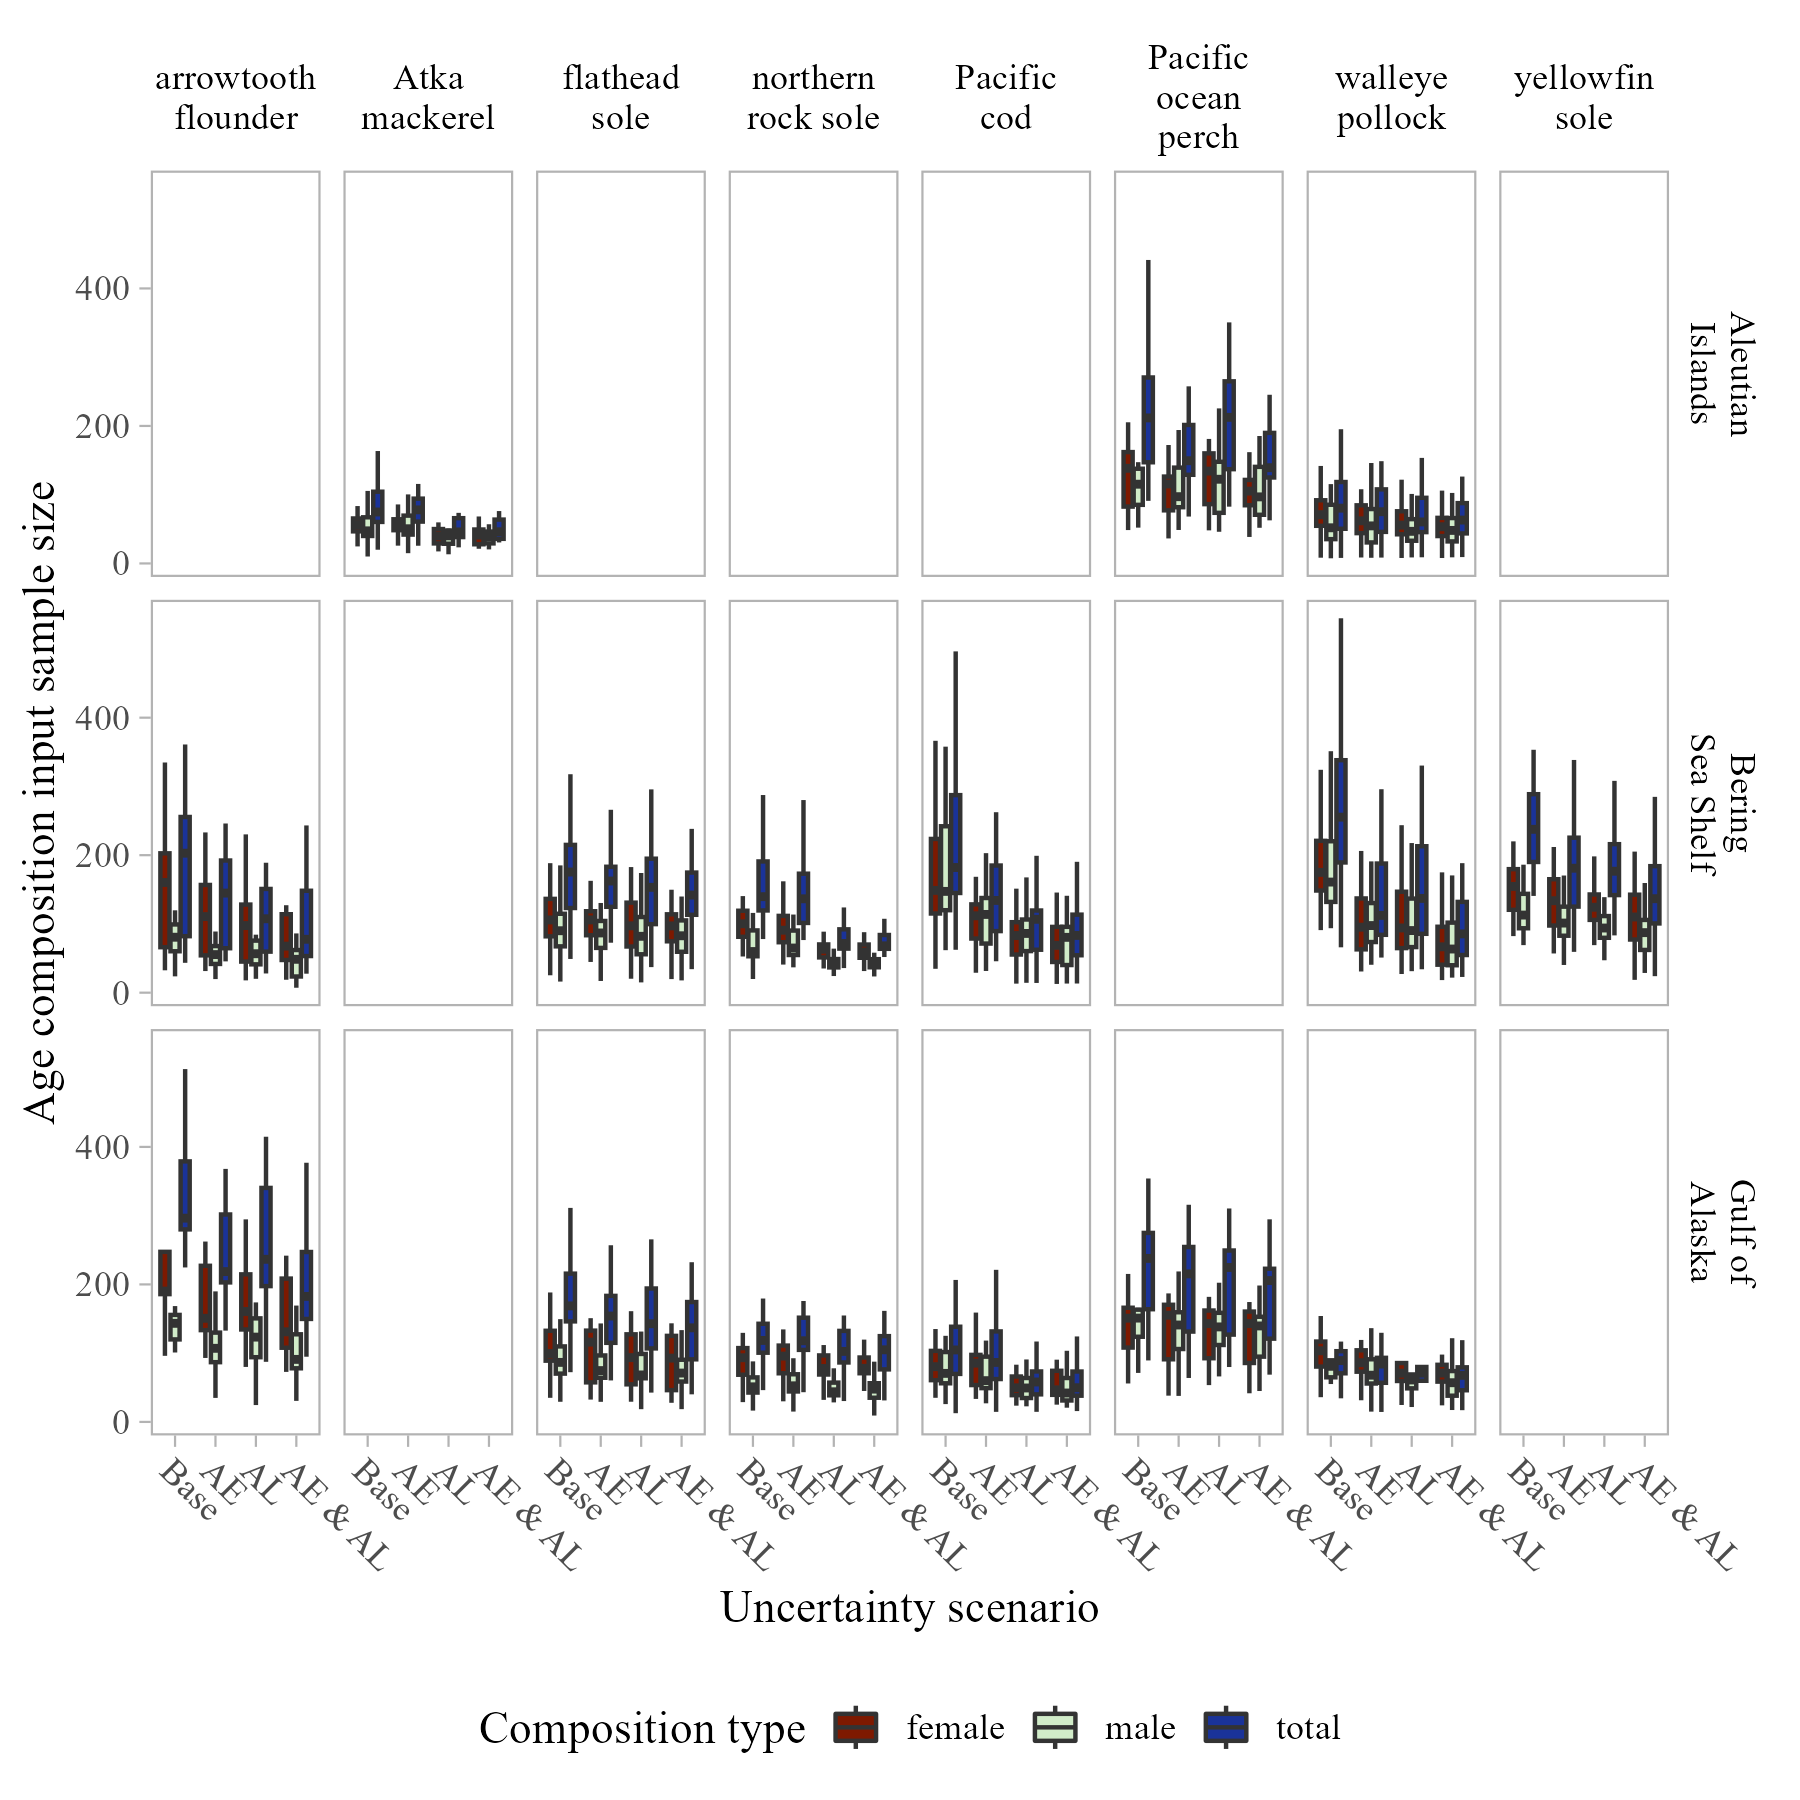 arrowtooth
flounder
Atka
mackerel
flathead
sole
northern
rock sole
Pacific
cod
Pacific
ocean
perch
walleye
pollock
yellowfin
sole
Age composition input sample size
400
200
0
Aleutian
Islands
400
200
0
Bering
Sea Shelf
400
200
0
Gulf of
Alaska
Base
AE
AL
AE & AL
Base
AE
AL
AE & AL
Base
AE
AL
AE & AL
Base
AE
AL
AE & AL
Base
AE
AL
AE & AL
Base
AE
AL
AE & AL
Base
AE
AL
AE & AL
Base
AE
AL
AE & AL
Uncertainty scenario
Composition type female male total